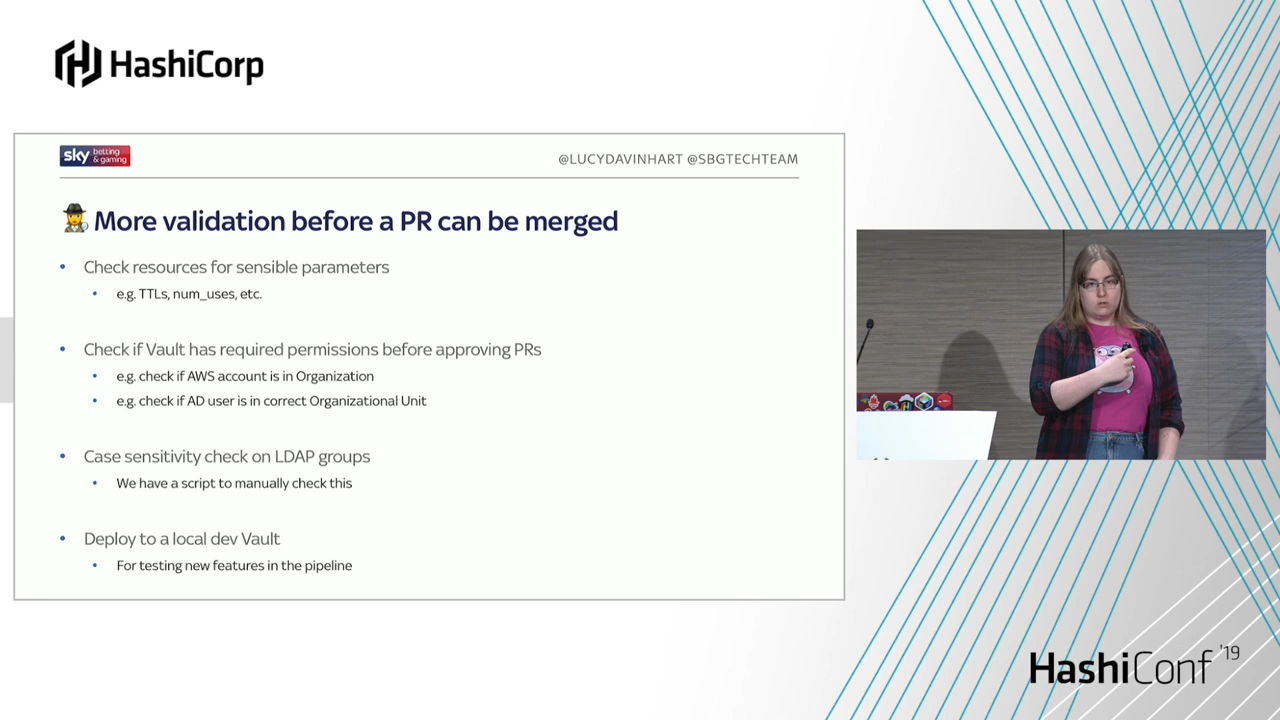 HashiCorp
sky betting & gaming
@LUCYDAVINHART @SBGTECHTEAM
More validation before a PR can be merged
• Check resources for sensible parameters
• e.g. TTLs, num_uses, etc.
• Check if Vault has required permissions before approving PRs
• e.g. check if AWS account is in Organization
• e.g. check if AD user is in correct Organizational Unit
• Case sensitivity check on LDAP groups
• We have a script to manually check this
• Deploy to a local dev Vault
• For testing new features in the pipeline
HashiConf '19